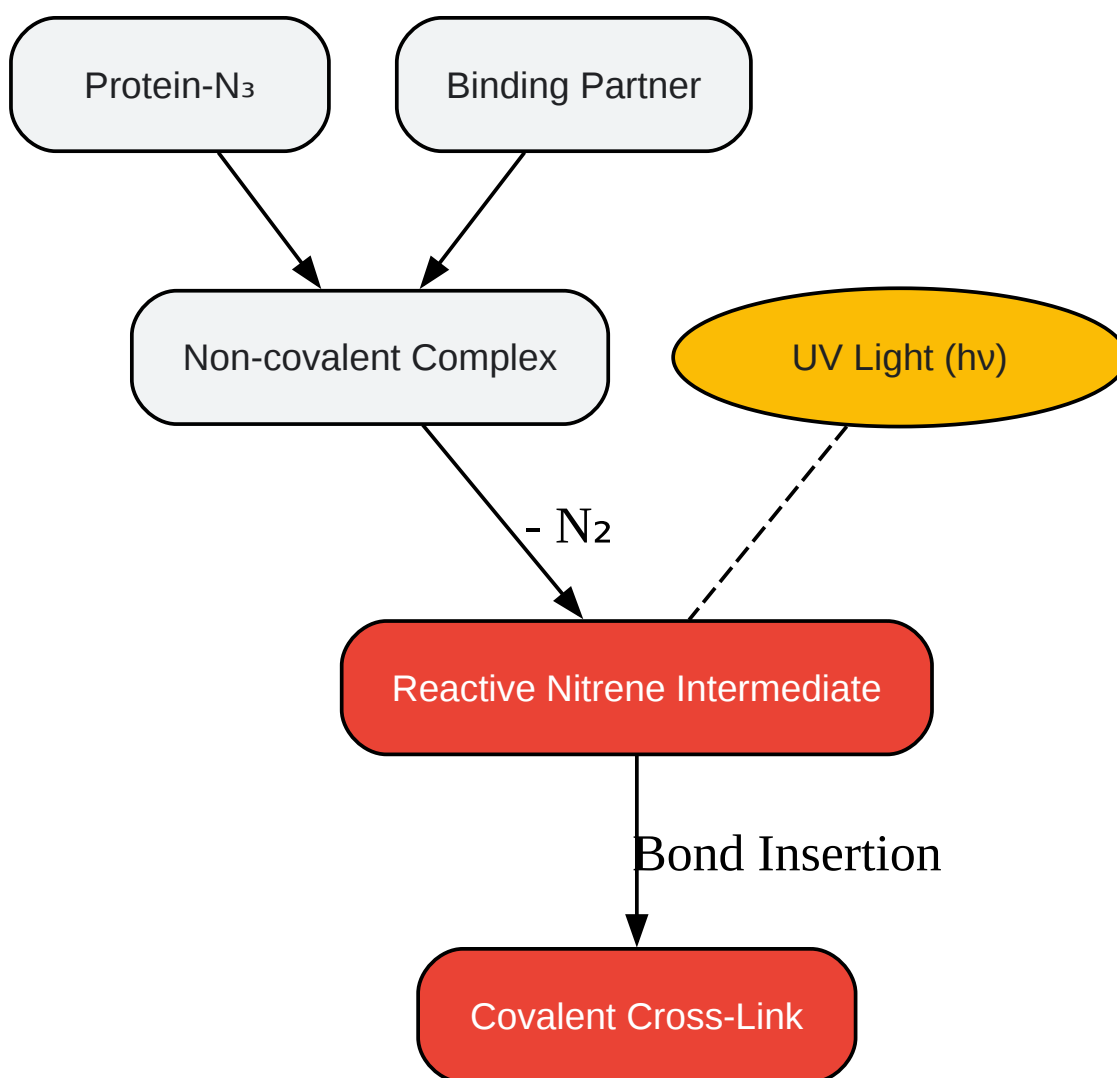 Protein-N₃
Binding Partner
Non-covalent Complex
UV Light (hν)
- N₂
Reactive Nitrene Intermediate
Bond Insertion
Covalent Cross-Link